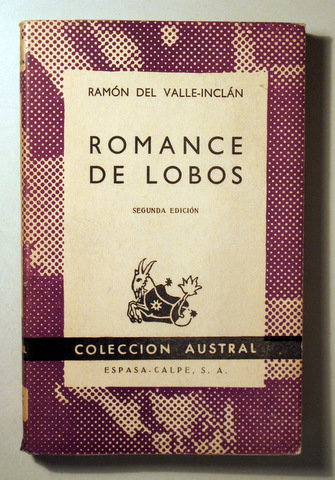 RAMÓN DEL VALLE-INCLÁN
ROMANCE
DE LOBOS
SEGUNDA EDICIÓN
COLECCION AUSTRAL
ESPASA-CALPE, S. A.